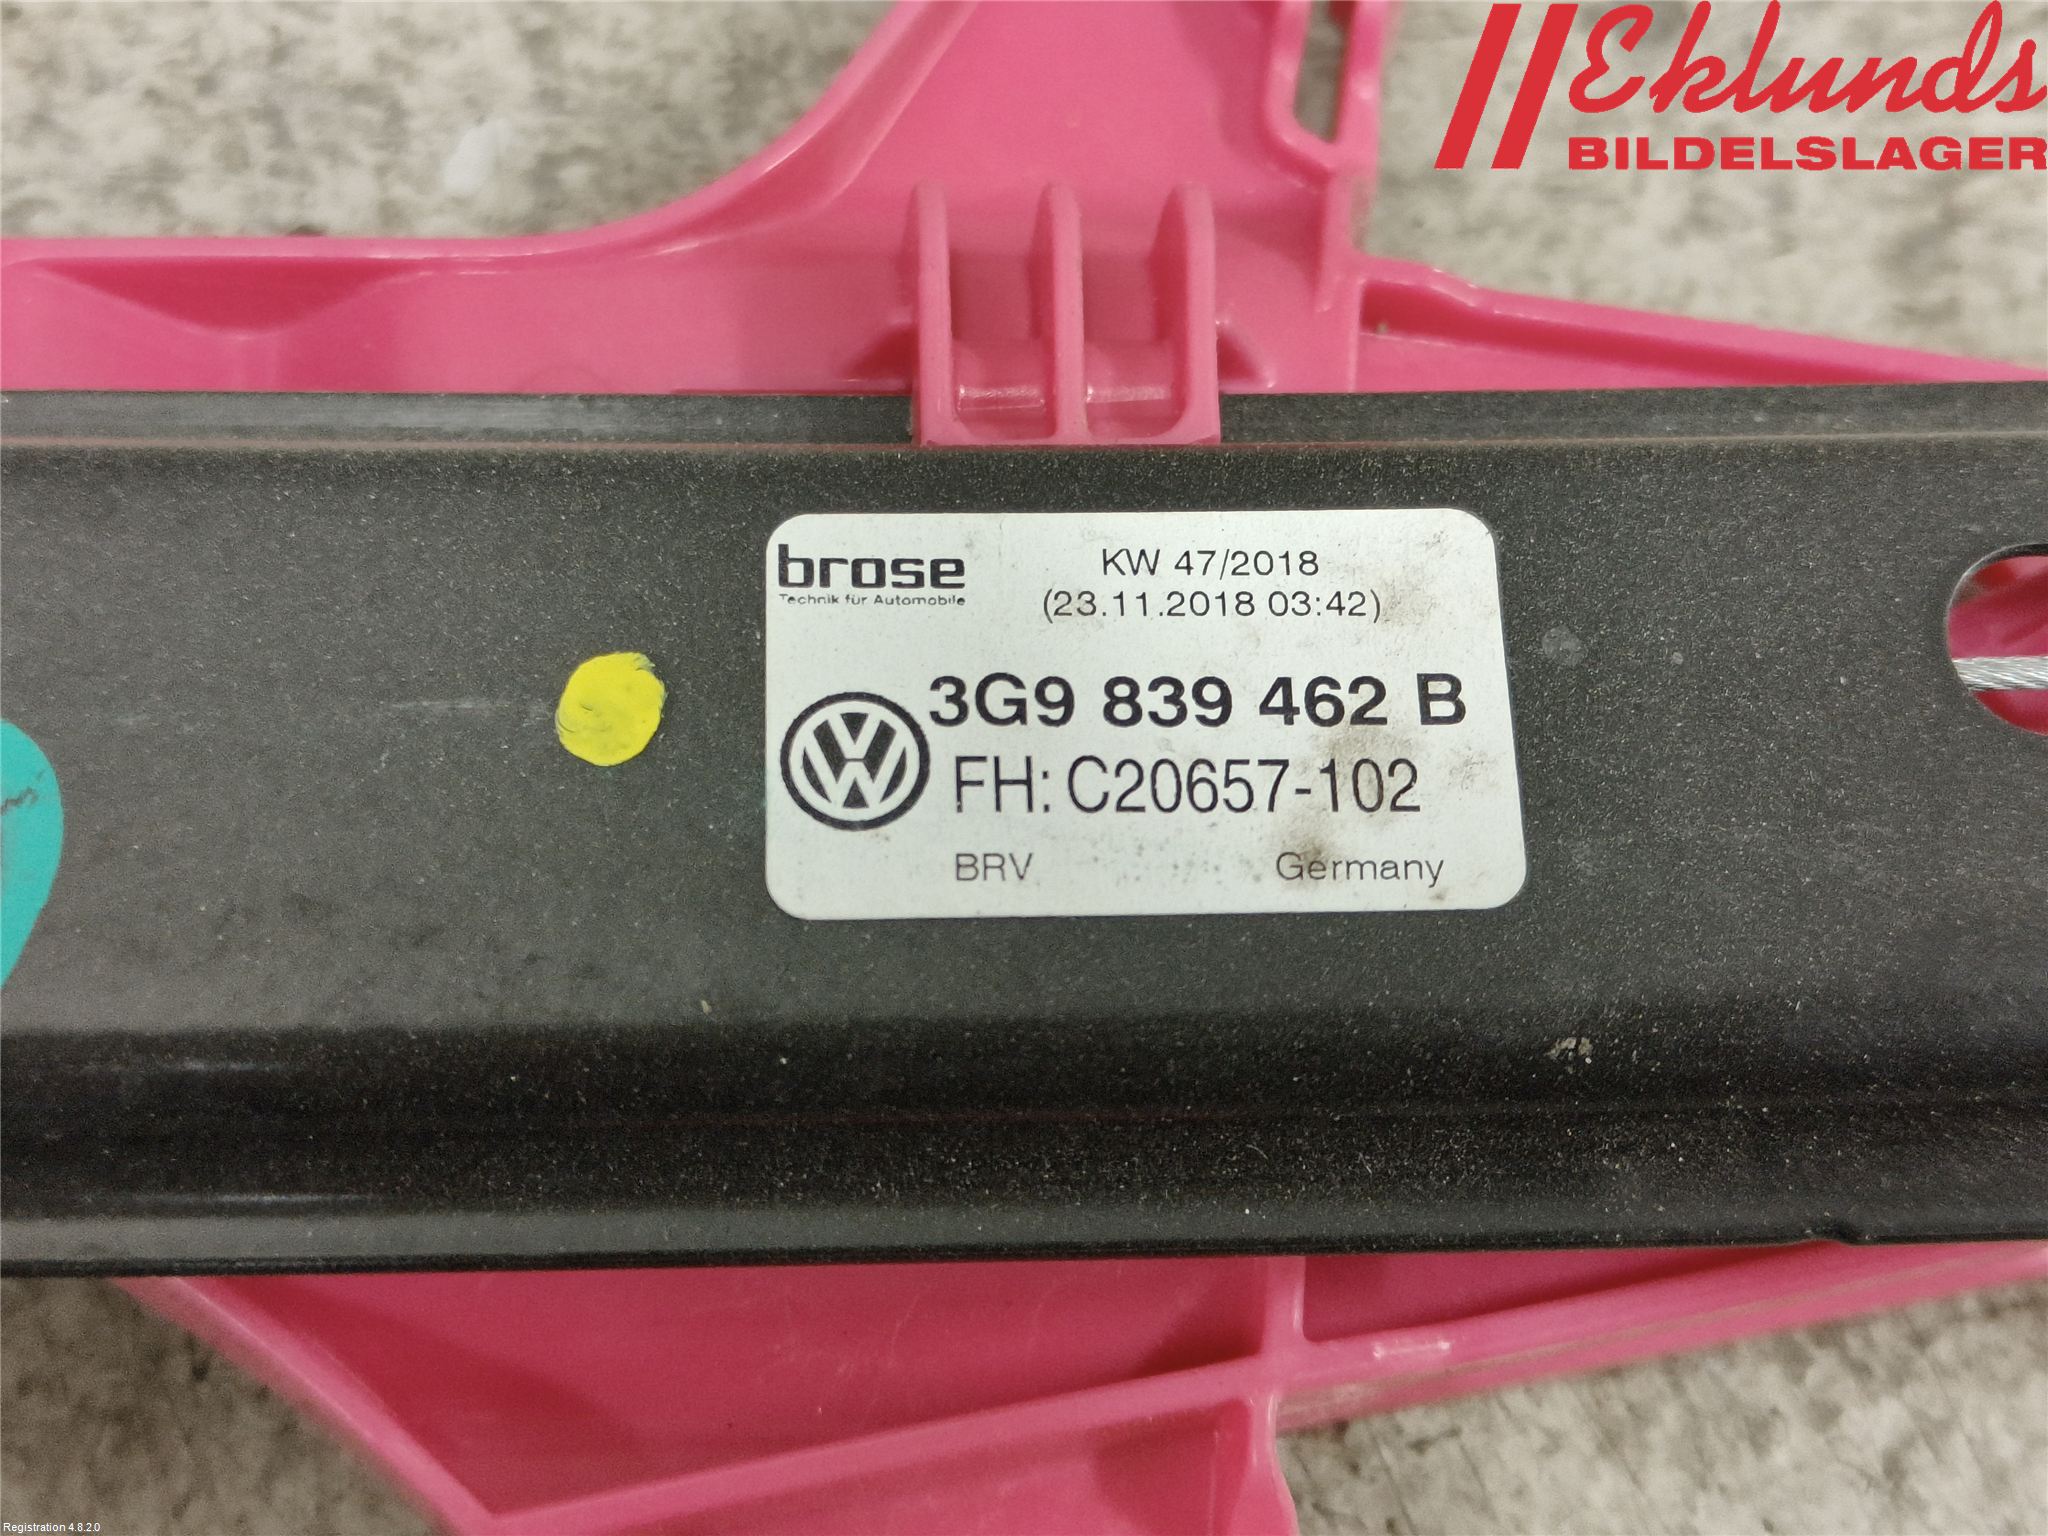 Eklunds
BILDELSLAGER
brose
Technik für Automobile
KW 47/2018
(23.11.2018 03:42)
3G9 839 462 B
FH: C20657-102
BRV Germany
Registration 4.8.2.0